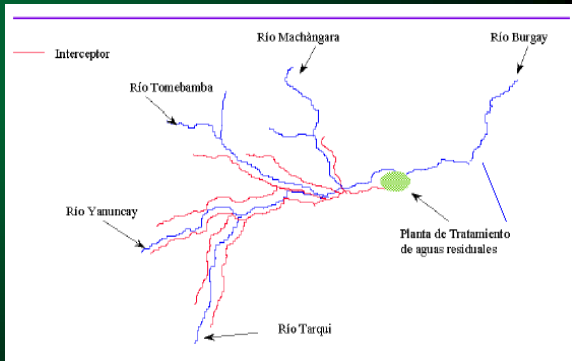 Río Machángara
Río Burgay
Interceptor
Río Tomebamba
Río Yanuncay
Planta de Tratamiento
de aguas residuales
Río Tarqui